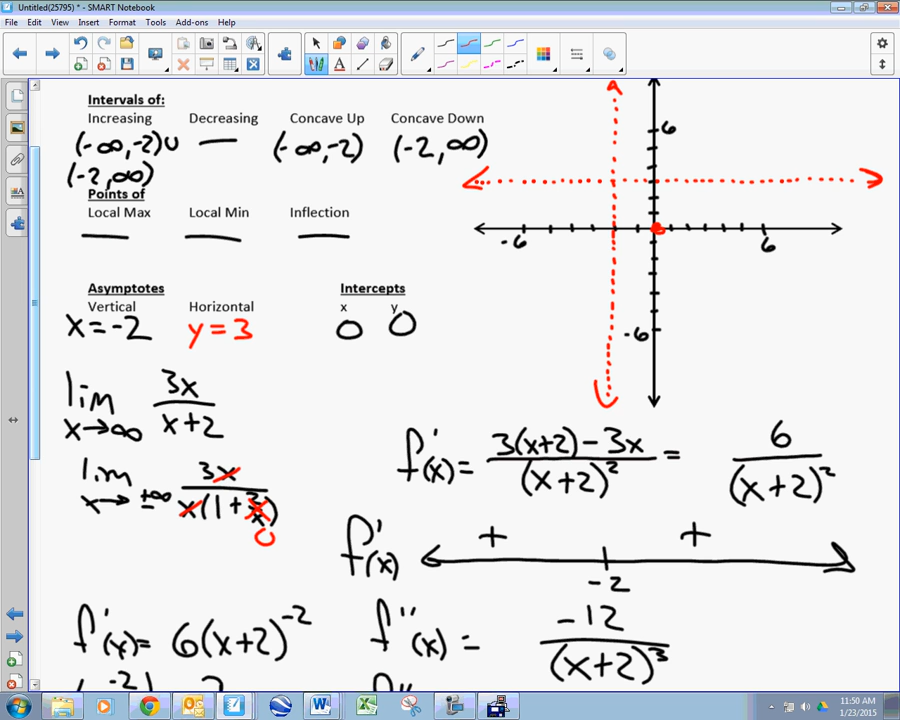 Untitled(25795) * - SMART Notebook
File Edit View Insert Format Tools Add-ons Help
Intervals of:
Increasing Decreasing Concave Up Concave Down
(-∞,-2)∪ — (-∞,-2) (-2,∞)
(-2,∞)
Points of
Local Max Local Min Inflection
— — —
6
-6 6
-6
Asymptotes Intercepts
Vertical Horizontal x y
x=-2 y=3 0 0
lim x→∞ 3x/(x+2)
lim x→±∞ 3x/(x(1+2/x))
0
f'(x)= (3(x+2)-3x)/(x+2)² = 6/(x+2)²
f'(x) + +
-2
f'(x)= 6(x+2)⁻² f''(x)= -12/(x+2)³
11:50 AM
1/23/2015